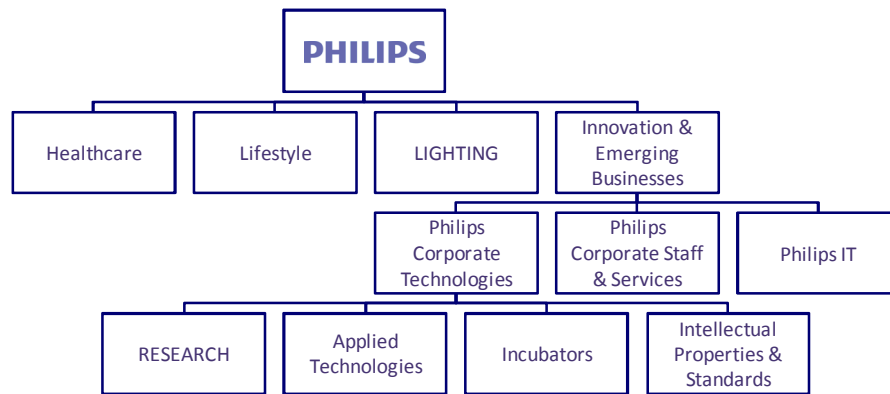 PHILIPS
Healthcare
Lifestyle
LIGHTING
Innovation &
Emerging
Businesses
Philips
Corporate
Technologies
Philips
Corporate Staff
& Services
Philips IT
RESEARCH
Applied
Technologies
Incubators
Intellectual
Properties &
Standards